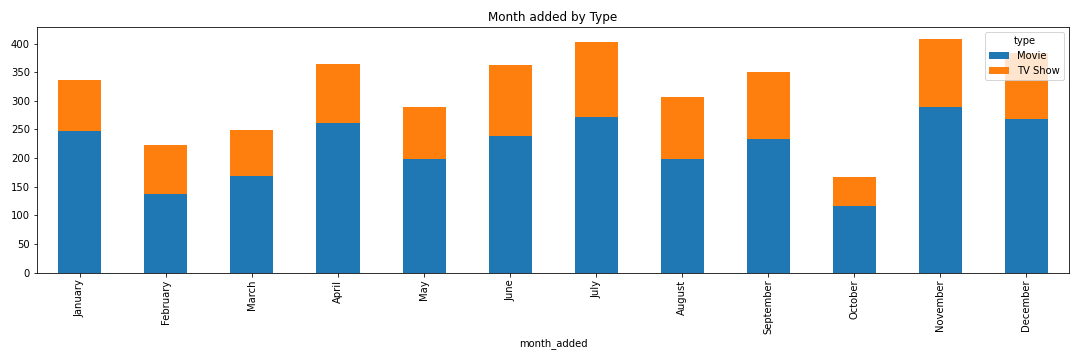 Month added by Type
400
350
300
250
200
150
100
50
0
type
Movie
TV Show
January
February
March
April
May
June
July
August
September
October
November
December
month_added